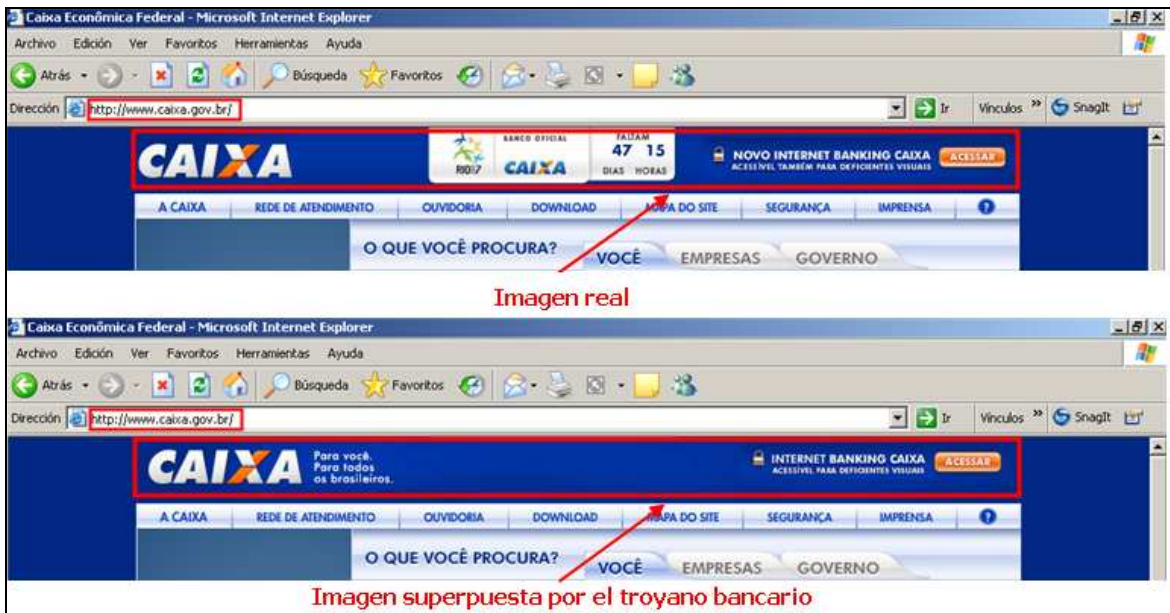 Caixa Econômica Federal - Microsoft Internet Explorer
Archivo Edición Ver Favoritos Herramientas Ayuda
Atrás Búsqueda Favoritos
Dirección http://www.caixa.gov.br/ Ir Vínculos » SnagIt
CAIXA RIO 7 BANCO OFICIAL CAIXA FALTAM 47 15 DIAS HORAS NOVO INTERNET BANKING CAIXA ACESSÍVEL TAMBÉM PARA DEFICIENTES VISUAIS ACESSAR
A CAIXA REDE DE ATENDIMENTO OUVIDORIA DOWNLOAD MAPA DO SITE SEGURANÇA IMPRENSA ?
O QUE VOCÊ PROCURA? VOCÊ EMPRESAS GOVERNO
Imagen real
Caixa Econômica Federal - Microsoft Internet Explorer
Archivo Edición Ver Favoritos Herramientas Ayuda
Atrás Búsqueda Favoritos
Dirección http://www.caixa.gov.br/ Ir Vínculos » SnagIt
CAIXA Para você. Para todos os brasileiros. INTERNET BANKING CAIXA ACESSÍVEL PARA DEFICIENTES VISUAIS ACESSAR
A CAIXA REDE DE ATENDIMENTO OUVIDORIA DOWNLOAD MAPA DO SITE SEGURANÇA IMPRENSA ?
O QUE VOCÊ PROCURA? VOCÊ EMPRESAS GOVERNO
Imagen superpuesta por el troyano bancario